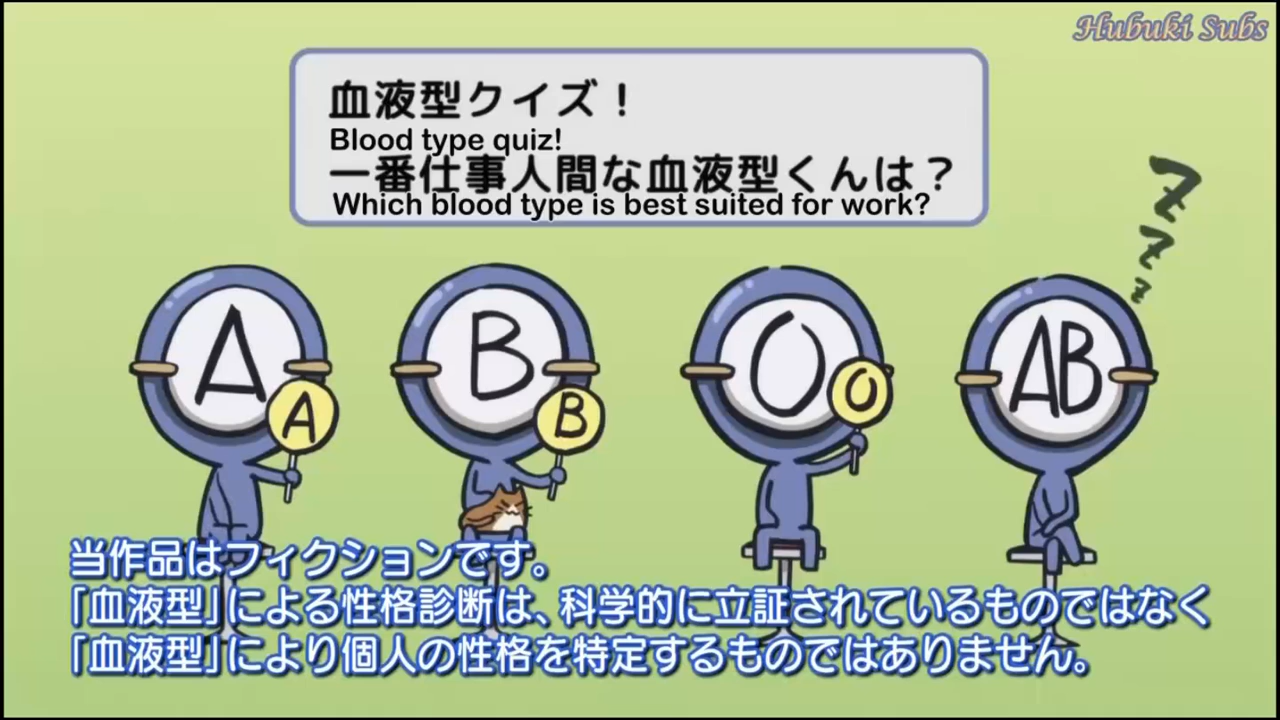 Hubuki Subs
血液型クイズ！
Blood type quiz!
一番仕事人間な血液型くんは？
Which blood type is best suited for work?
Z
Z
Z
A
B
O
AB
A
B
O
当作品はフィクションです。
「血液型」による性格診断は、科学的に立証されているものではなく
「血液型」により個人の性格を特定するものではありません。